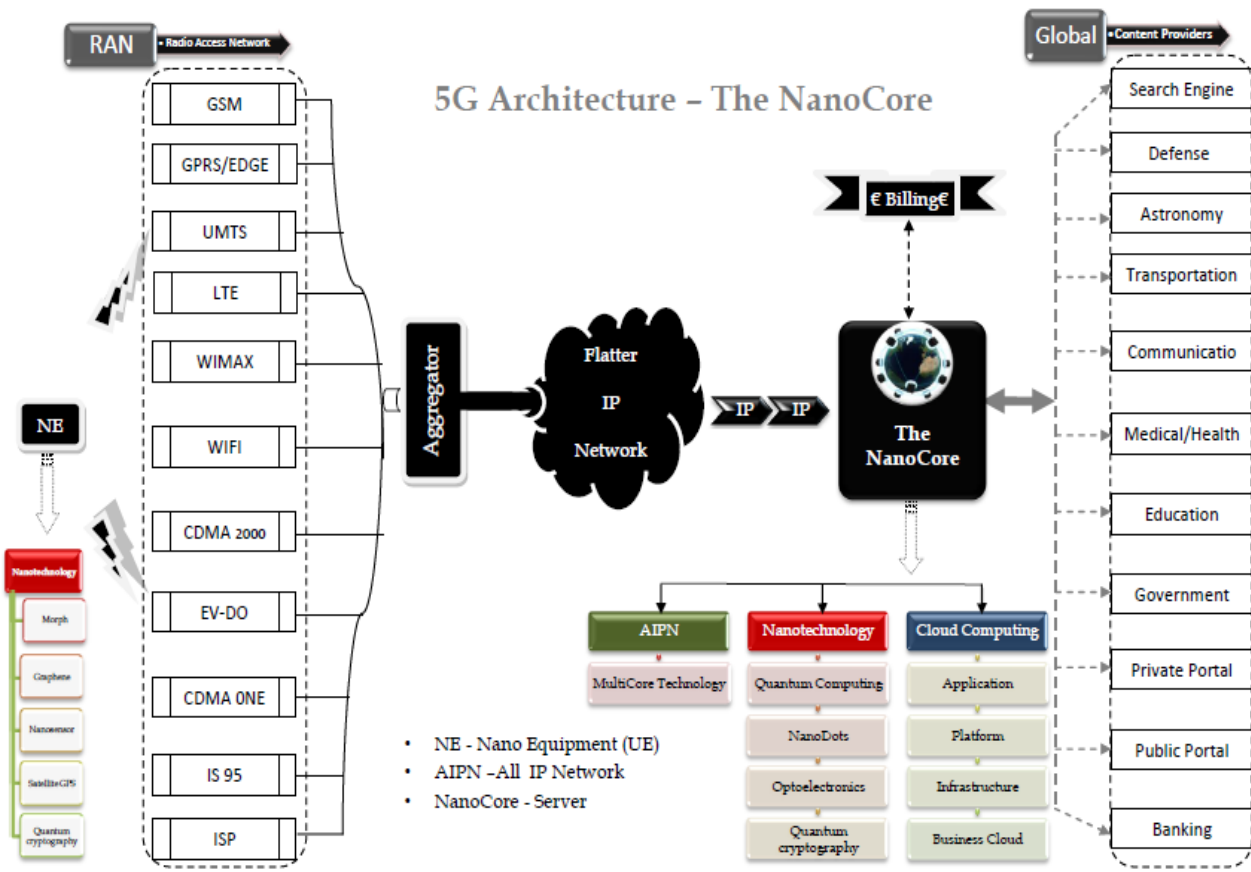 RAN
• Radio Access Network
Global
• Content Providers
5G Architecture – The NanoCore
GSM
GPRS/EDGE
UMTS
LTE
WIMAX
WIFI
CDMA 2000
EV-DO
CDMA ONE
IS 95
ISP
NE
Nanotechnology
Morph
Graphene
Nanosensor
Satellite GPS
Quantum
cryptography
Aggregator
Flatter
IP
Network
IP
IP
€ Billing€
The
NanoCore
AIPN
MultiCore Technology
Nanotechnology
Quantum Computing
NanoDots
Optoelectronics
Quantum
cryptography
Cloud Computing
Application
Platform
Infrastructure
Business Cloud
• NE - Nano Equipment (UE)
• AIPN –All IP Network
• NanoCore - Server
Search Engine
Defense
Astronomy
Transportation
Communicatio
Medical/Health
Education
Government
Private Portal
Public Portal
Banking